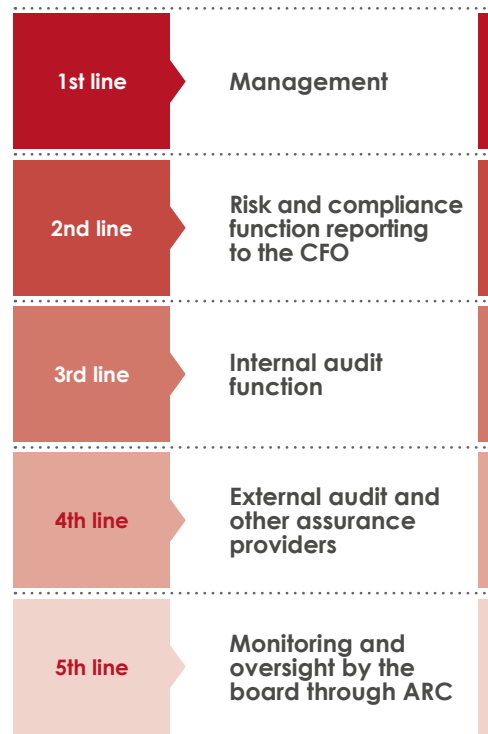 1st line
Management
2nd line
Risk and compliance
function reporting
to the CFO
3rd line
Internal audit
function
4th line
External audit and
other assurance
providers
5th line
Monitoring and
oversight by the
board through ARC